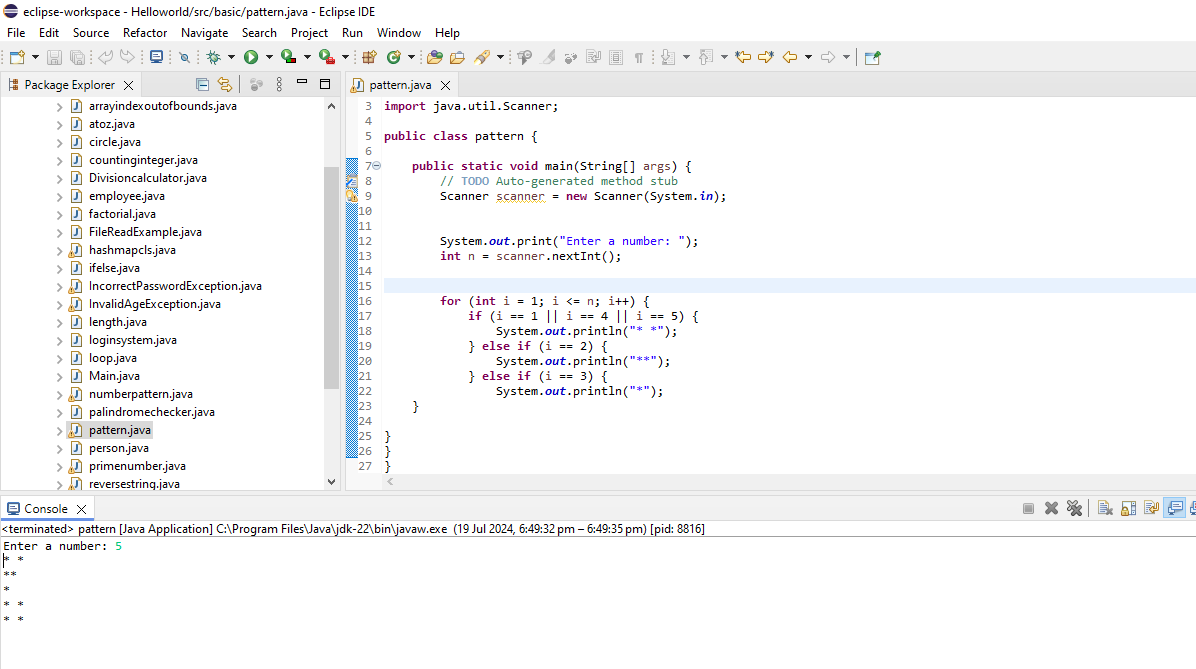 eclipse-workspace - Helloworld/src/basic/pattern.java - Eclipse IDE
File Edit Source Refactor Navigate Search Project Run Window Help
Package Explorer
arrayindexoutofbounds.java
atoz.java
circle.java
countinginteger.java
Divisioncalculator.java
employee.java
factorial.java
FileReadExample.java
hashmapcls.java
ifelse.java
IncorrectPasswordException.java
InvalidAgeException.java
length.java
loginsystem.java
loop.java
Main.java
numberpattern.java
palindromechecker.java
pattern.java
person.java
primenumber.java
reversestring.java
pattern.java
3 import java.util.Scanner;
4
5 public class pattern {
6
7     public static void main(String[] args) {
8         // TODO Auto-generated method stub
9         Scanner scanner = new Scanner(System.in);
10
11
12         System.out.print("Enter a number: ");
13         int n = scanner.nextInt();
14
15
16         for (int i = 1; i <= n; i++) {
17             if (i == 1 || i == 4 || i == 5) {
18                 System.out.println("* *");
19             } else if (i == 2) {
20                 System.out.println("**");
21             } else if (i == 3) {
22                 System.out.println("*");
23     }
24
25 }
26 }
27 }
Console
<terminated> pattern [Java Application] C:\Program Files\Java\jdk-22\bin\javaw.exe (19 Jul 2024, 6:49:32 pm – 6:49:35 pm) [pid: 8816]
Enter a number: 5
* *
**
*
* *
* *